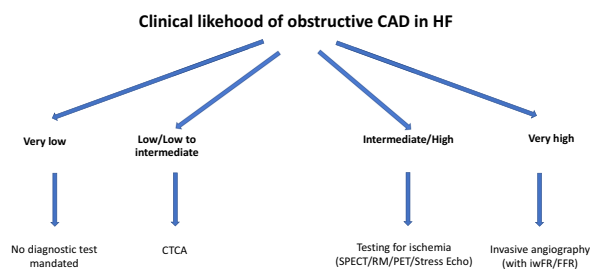 Clinical likehood of obstructive CAD in HF
Very low
Low/Low to
intermediate
Intermediate/High
Very high
No diagnostic test
mandated
CTCA
Testing for ischemia
(SPECT/RM/PET/Stress Echo)
Invasive angiography
(with iwFR/FFR)